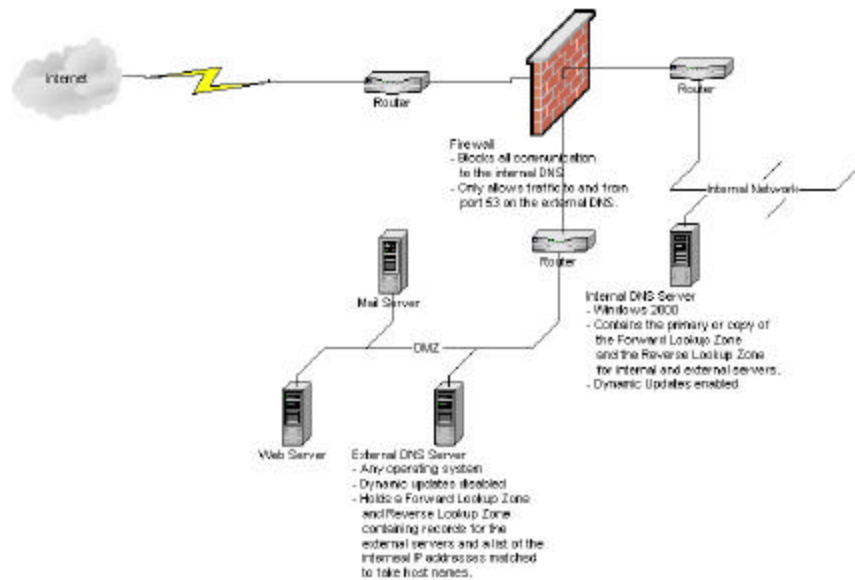 Internet
Router
Router
Firewall
- Blocks all communication
to the internal DNS
- Only allows traffic to and from
port 53 on the external DNS.
Internal Network
Router
Mail Server
Internal DNS Server
- Windows 2000
- Contains the primary or copy of
the Forward Lookup Zone
and the Reverse Lookup Zone
for internal and external servers.
- Dynamic Updates enabled
DMZ
Web Server
External DNS Server
- Any operating system
- Dynamic updates disabled
- Holds a Forward Lookup Zone
and Reverse Lookup Zone
containing records for the
external servers and a list of the
internal IP addresses matched
to fake host names.